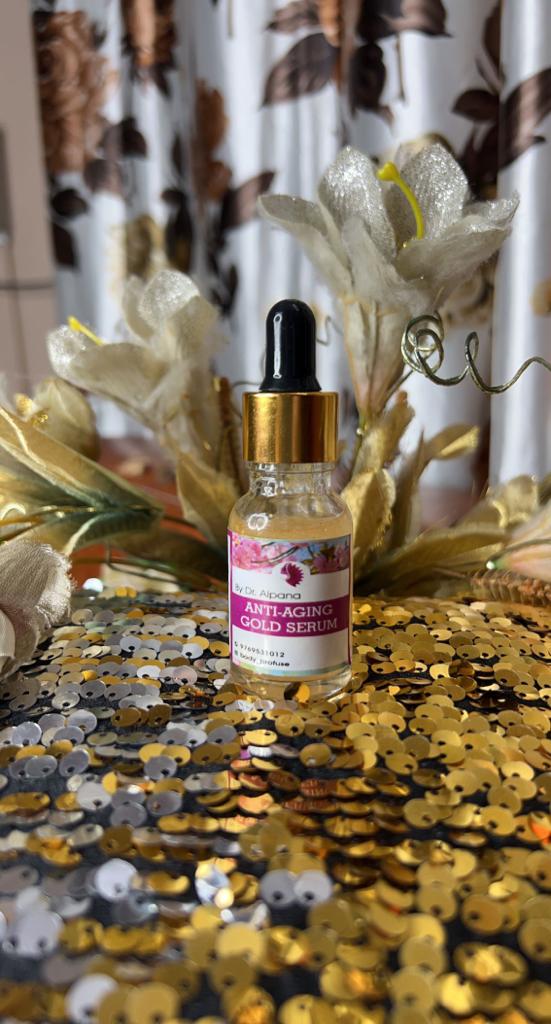 By Dr. Alpana
ANTI-AGING
GOLD SERUM
9769531012
body_profuse